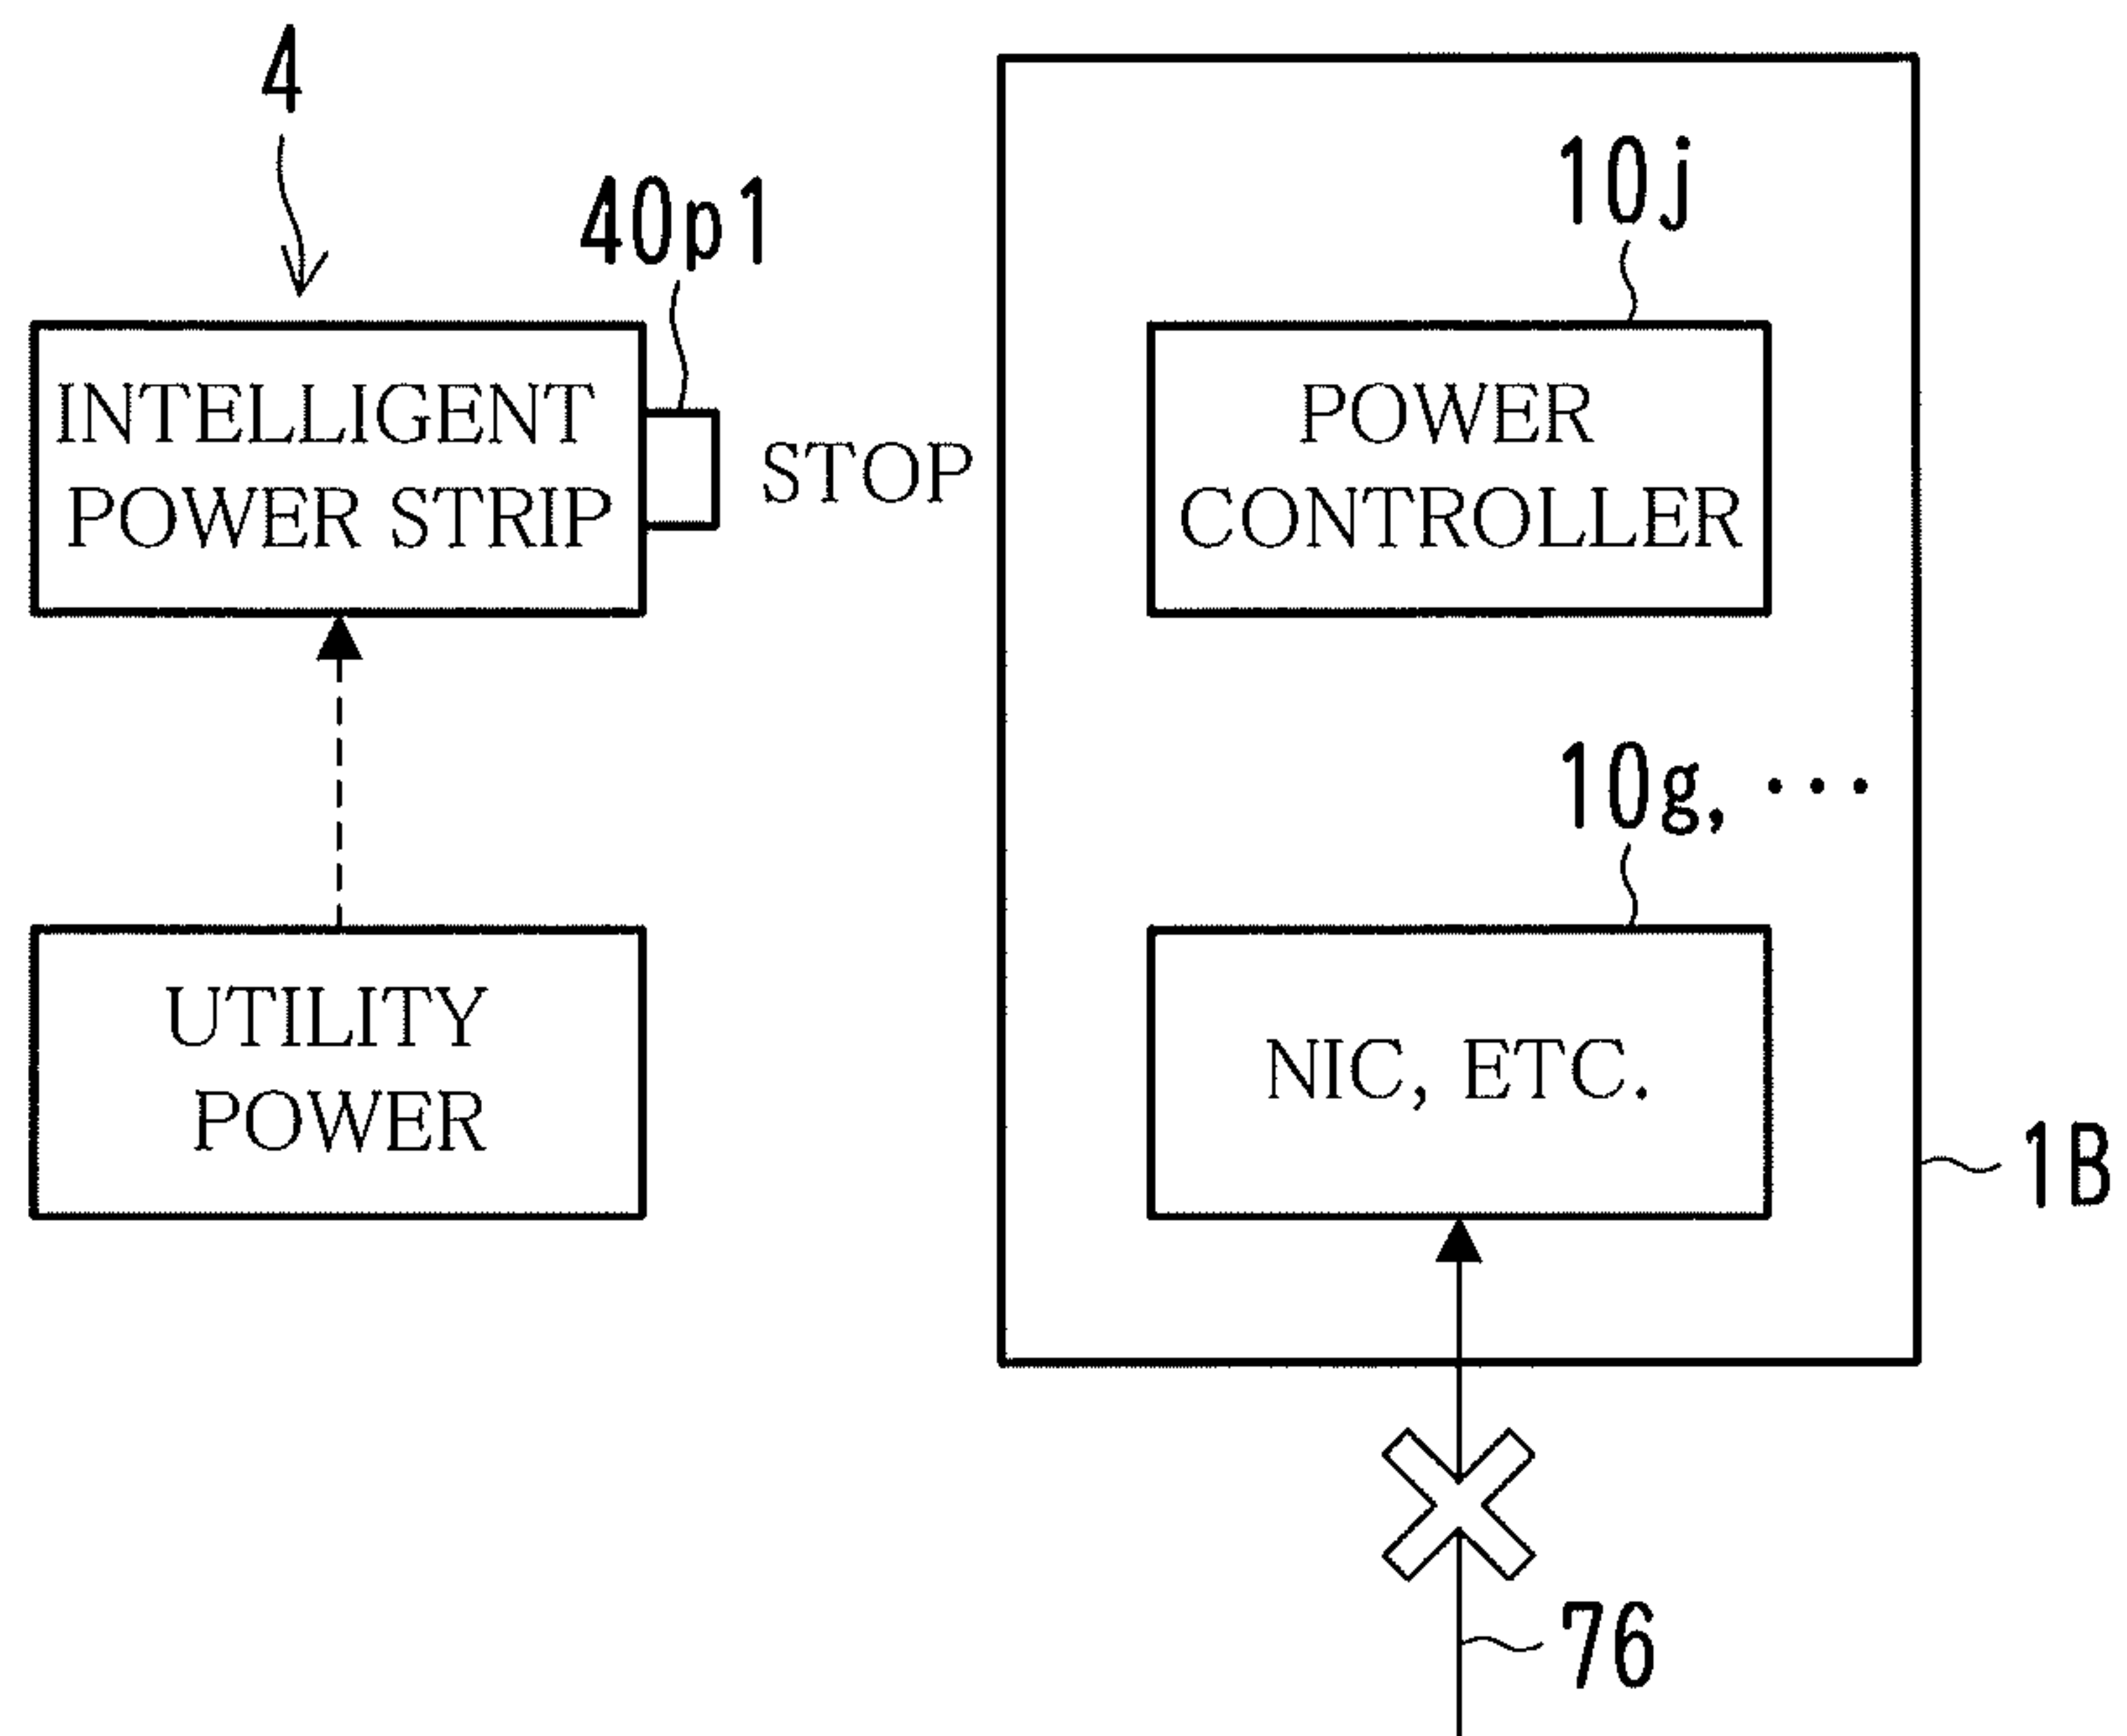 4
40p1
INTELLIGENT
POWER STRIP
STOP
UTILITY
POWER
10j
POWER
CONTROLLER
10g, ···
NIC, ETC.
1B
76